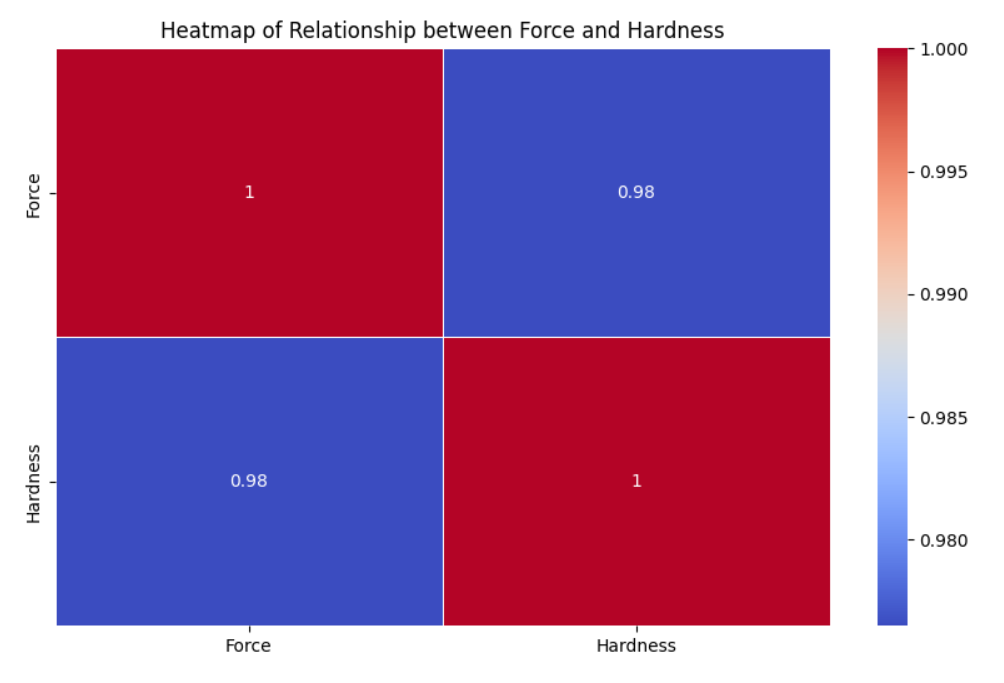 Heatmap of Relationship between Force and Hardness
Force
1
0.98
Hardness
0.98
1
Force
Hardness
1.000
0.995
0.990
0.985
0.980